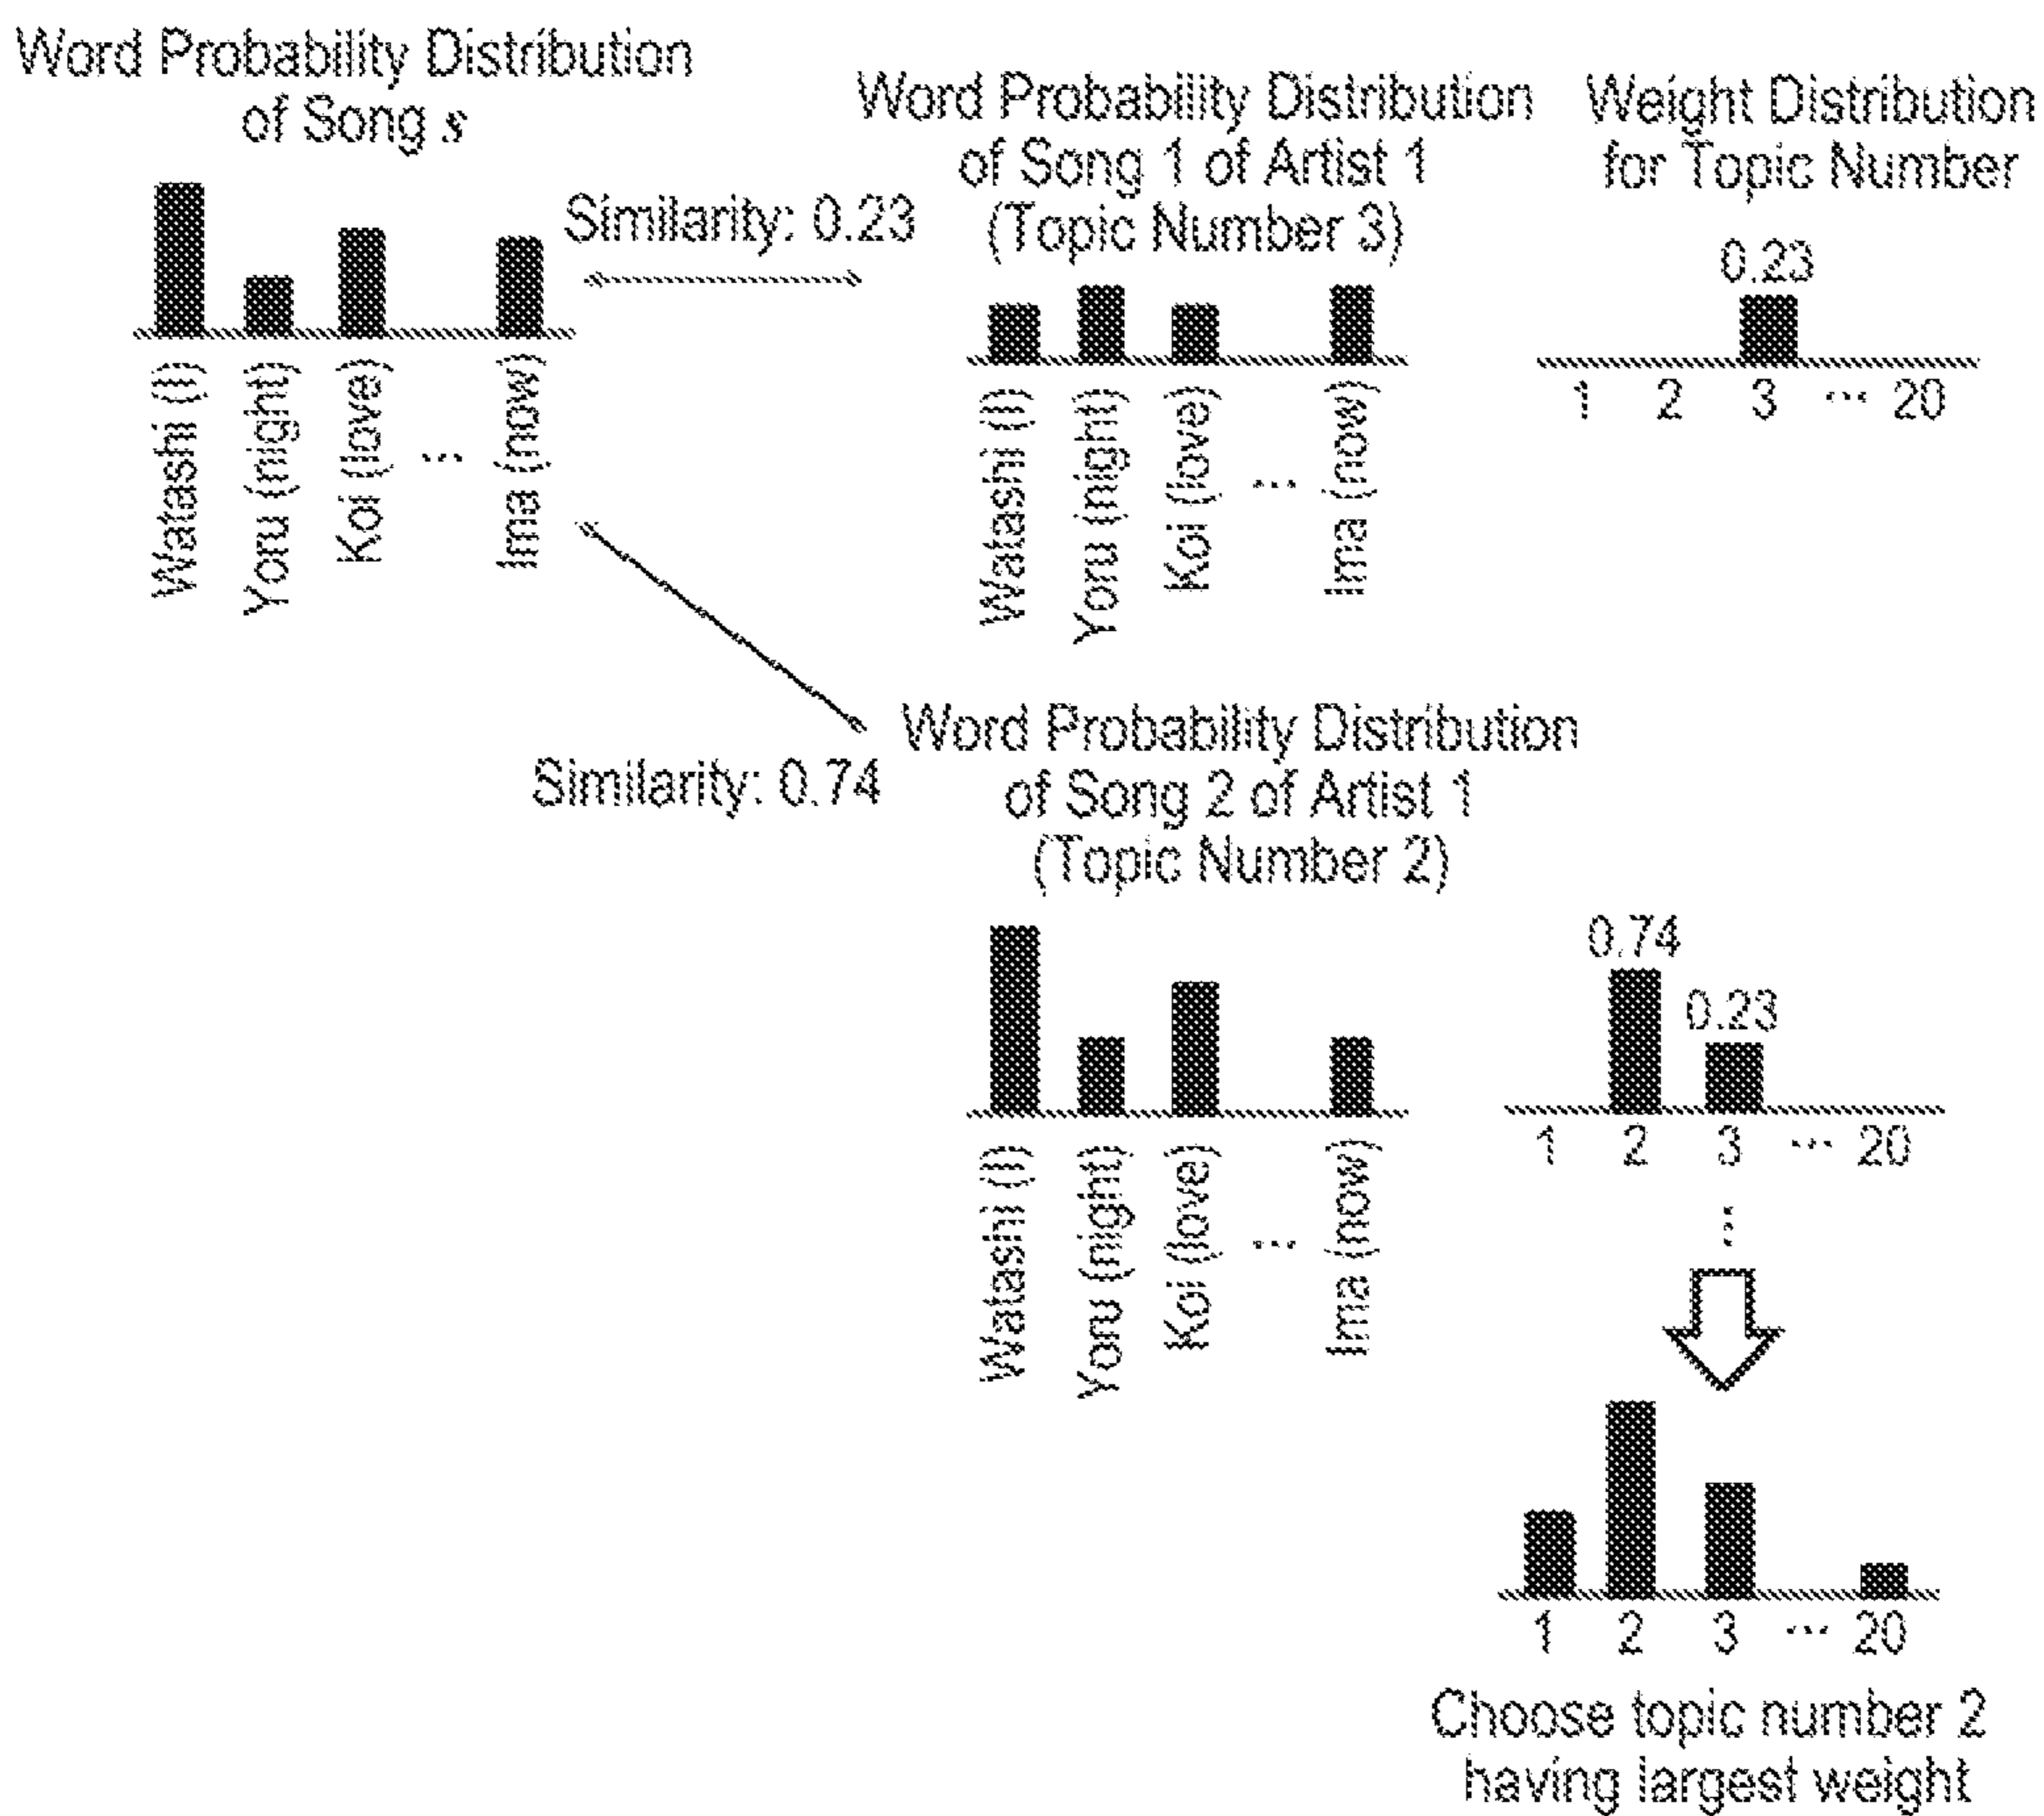 Word Probability Distribution
of Song s
Similarity: 0.23
Watashi (I)
Yoru (night)
Koi (love)
...
Ima (now)
Word Probability Distribution
of Song 1 of Artist 1
(Topic Number 3)
Watashi (I)
Yoru (night)
Koi (love)
...
Ima (now)
Weight Distribution
for Topic Number
0.23
1 2 3 ... 20
Similarity: 0.74
Word Probability Distribution
of Song 2 of Artist 1
(Topic Number 2)
Watashi (I)
Yoru (night)
Koi (love)
...
Ima (now)
0.74
0.23
1 2 3 ... 20
...
1 2 3 ... 20
Choose topic number 2
having largest weight